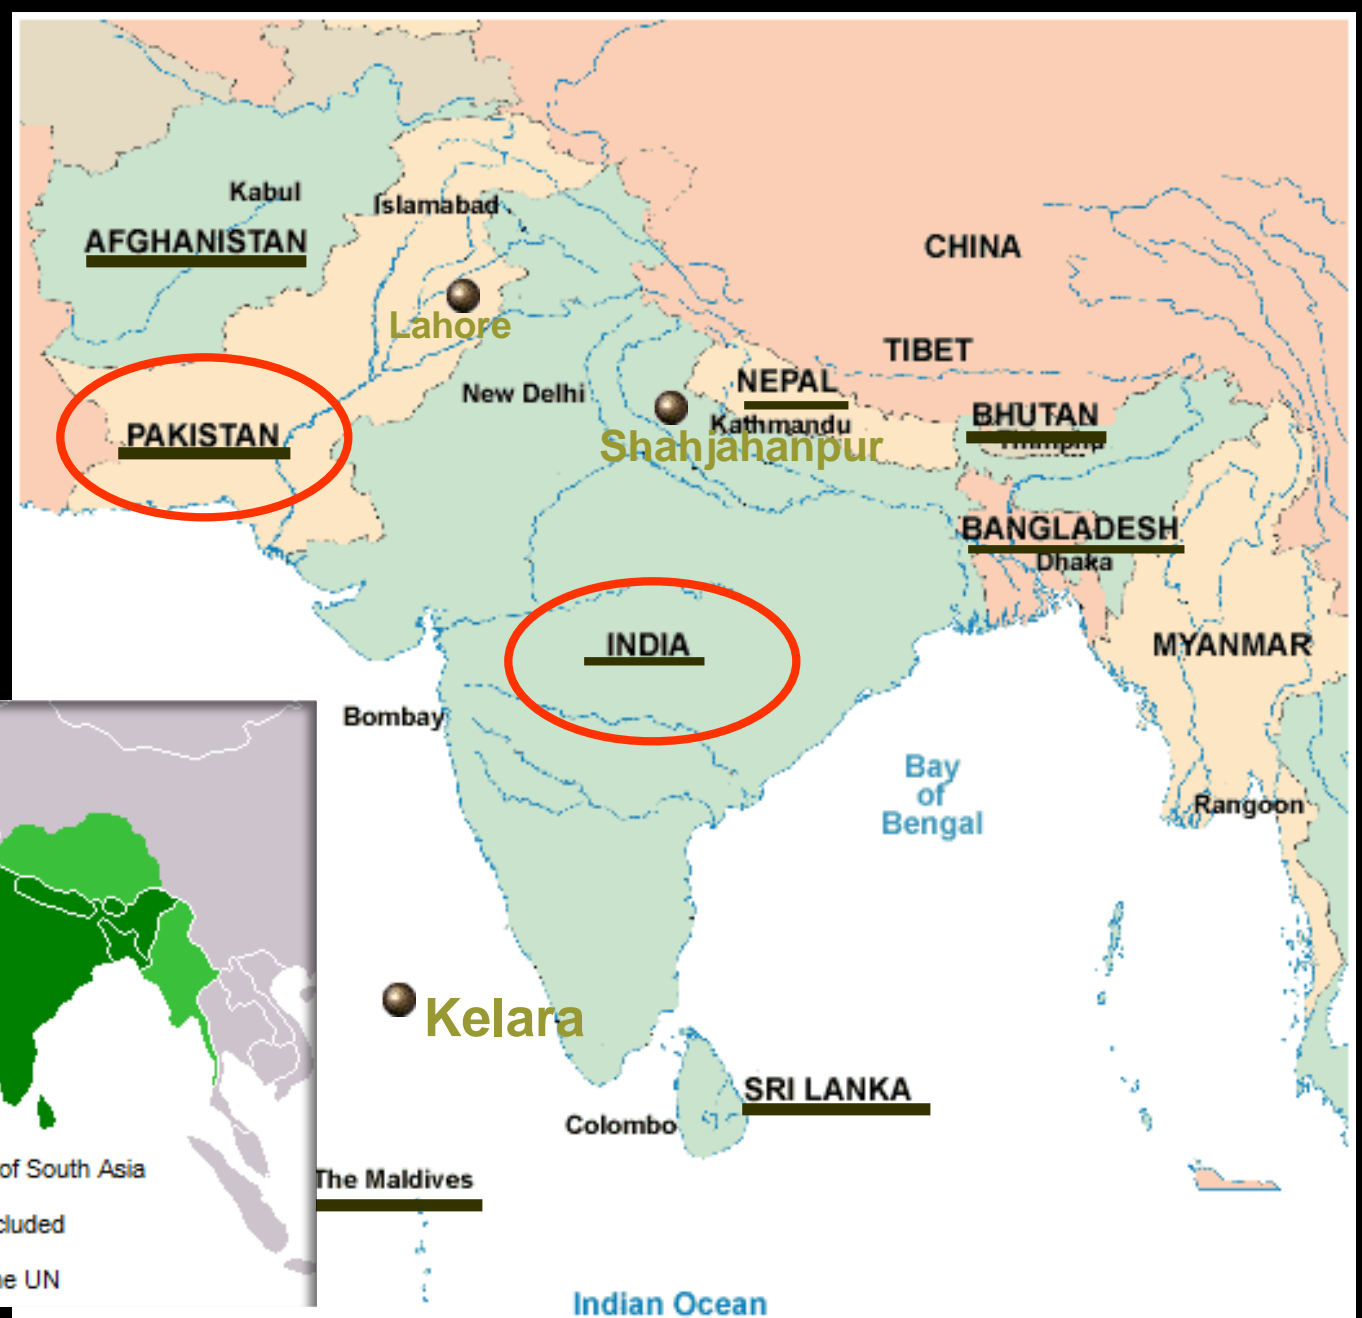 Kabul
Islamabad
AFGHANISTAN
CHINA
Lahore
TIBET
NEPAL
New Delhi
BHUTAN
Kathmandu
PAKISTAN
Shahjahanpur
BANGLADESH
Dhaka
INDIA
MYANMAR
Bombay
Bay
of
Bengal
Rangoon
Kelara
SRI LANKA
Colombo
of South Asia
The Maldives
cluded
ne UN
Indian Ocean